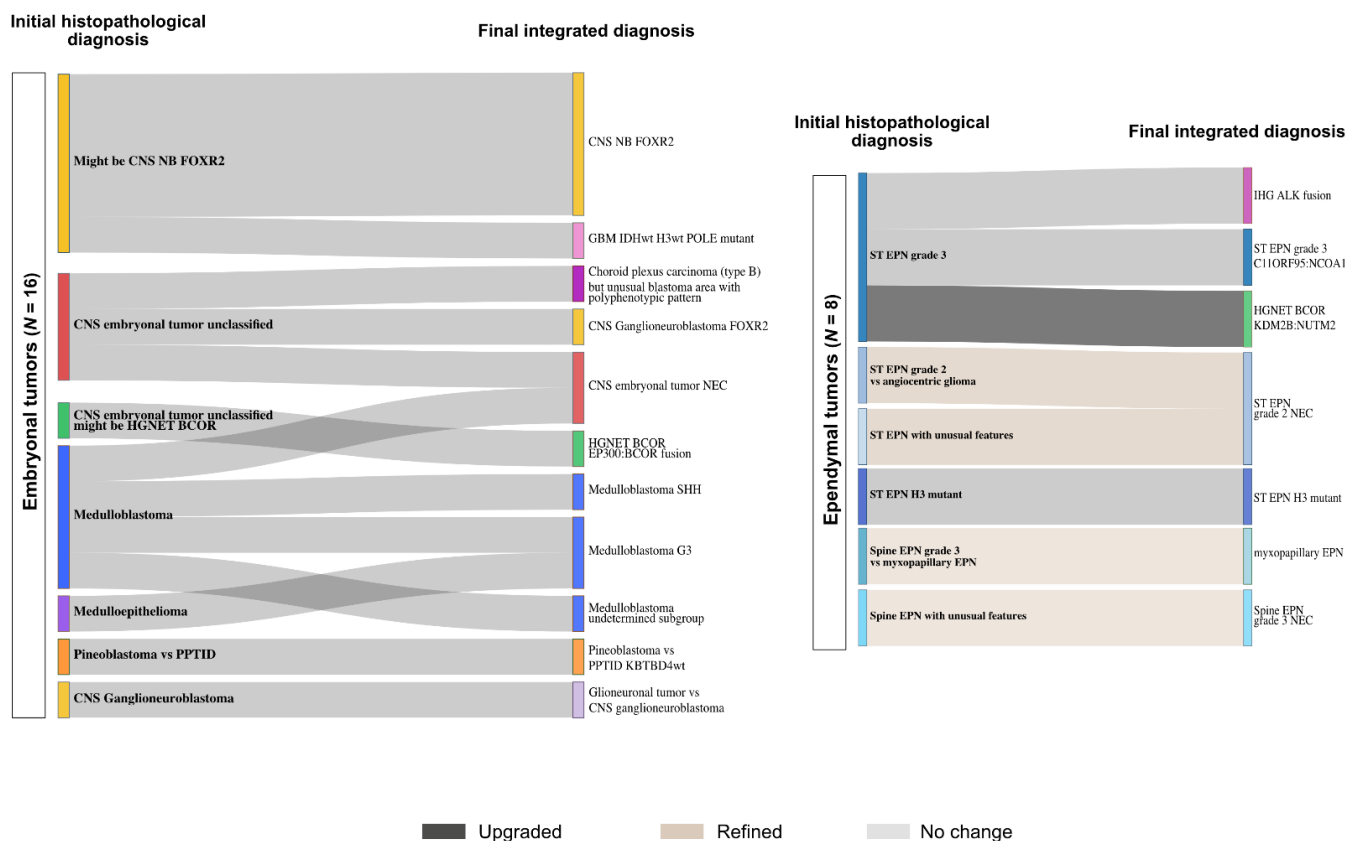 Initial histopathological
diagnosis
Final integrated diagnosis
Embryonal tumors (N = 16)
Might be CNS NB FOXR2
CNS embryonal tumor unclassified
CNS embryonal tumor unclassified
might be HGNET BCOR
Medulloblastoma
Medulloepithelioma
Pineoblastoma vs PPTID
CNS Ganglioneuroblastoma
CNS NB FOXR2
GBM IDHwt H3wt POLE mutant
Choroid plexus carcinoma (type B)
but unusual blastoma area with
polyphenotypic pattern
CNS Ganglioneuroblastoma FOXR2
CNS embryonal tumor NEC
HGNET BCOR
EP300:BCOR fusion
Medulloblastoma SHH
Medulloblastoma G3
Medulloblastoma
undetermined subgroup
Pineoblastoma vs
PPTID KBTBD4wt
Glioneuronal tumor vs
CNS ganglioneuroblastoma
Initial histopathological
diagnosis
Final integrated diagnosis
Ependymal tumors (N = 8)
ST EPN grade 3
ST EPN grade 2
vs angiocentric glioma
ST EPN with unusual features
ST EPN H3 mutant
Spine EPN grade 3
vs myxopapillary EPN
Spine EPN with unusual features
IHG ALK fusion
ST EPN grade 3
C11ORF95:NCOA1
HGNET BCOR
KDM2B:NUTM2
ST EPN
grade 2 NEC
ST EPN H3 mutant
myxopapillary EPN
Spine EPN
grade 3 NEC
Upgraded
Refined
No change